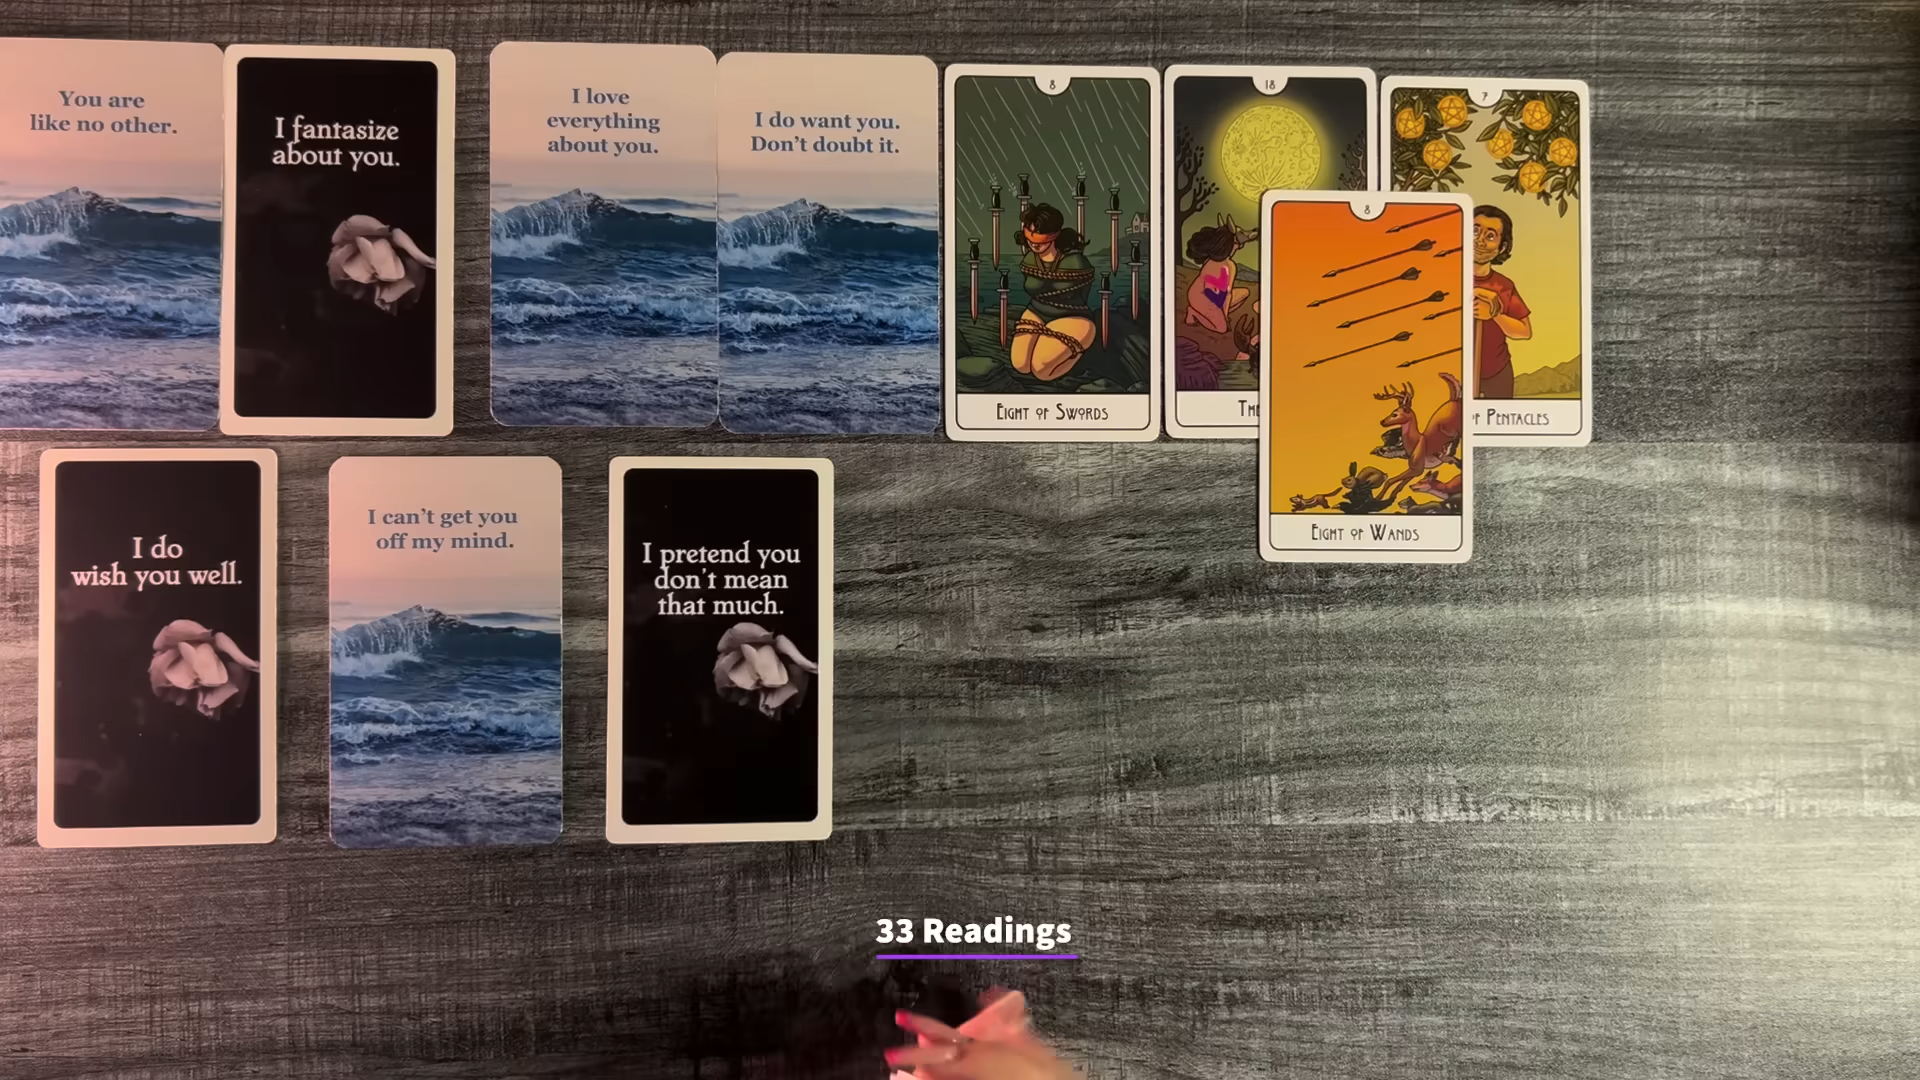 You are
like no other.
I fantasize
about you.
I love
everything
about you.
I do want you.
Don't doubt it.
8
Eight of Swords
18
The
7
of Pentacles
8
Eight of Wands
I do
wish you well.
I can't get you
off my mind.
I pretend you
don't mean
that much.
33 Readings